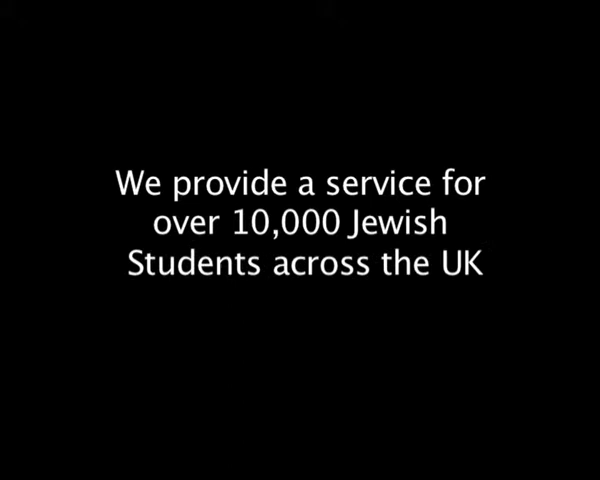 We provide a service for
over 10,000 Jewish
Students across the UK